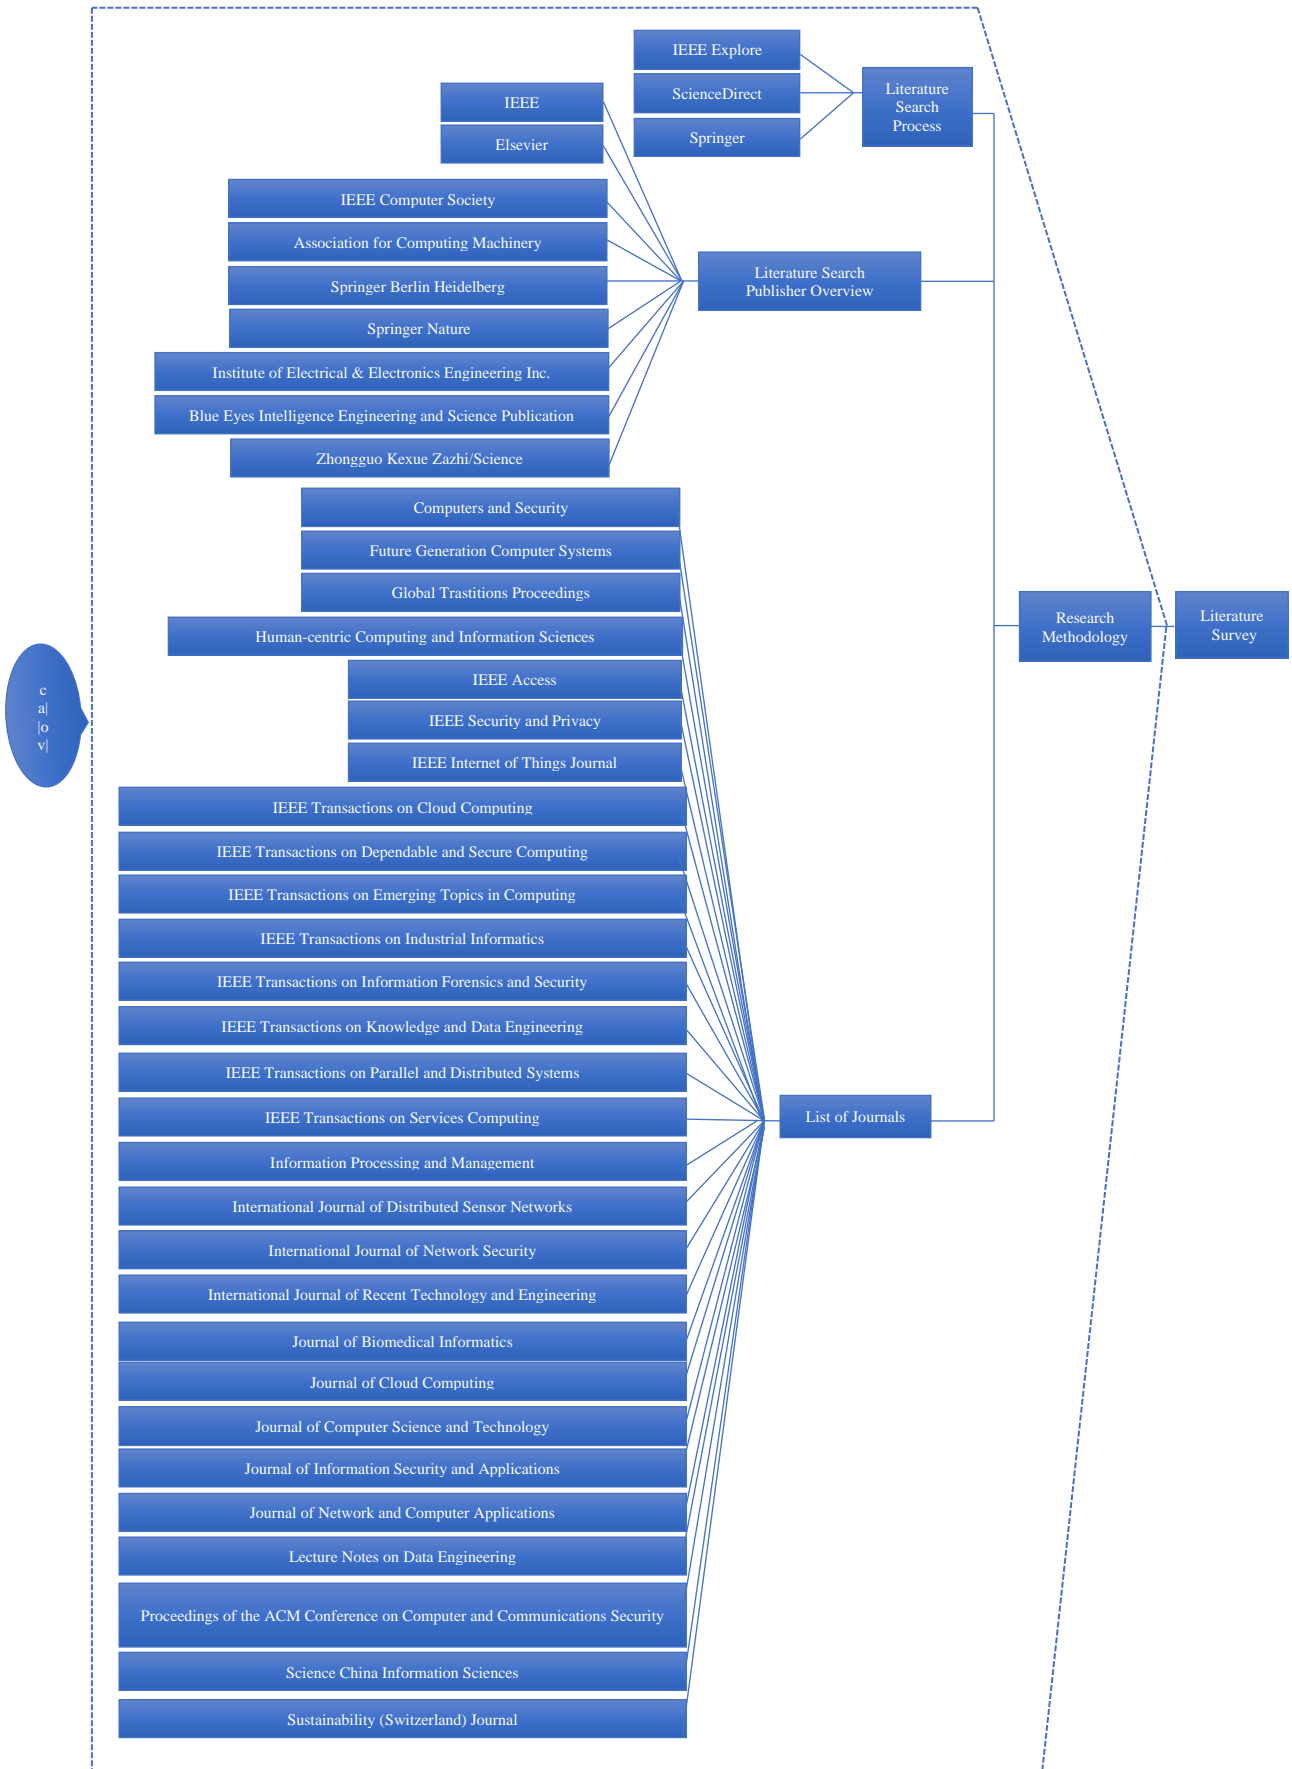 IEEE Explore
ScienceDirect
Springer
Literature
Search
Process
IEEE
Elsevier
IEEE Computer Society
Association for Computing Machinery
Springer Berlin Heidelberg
Springer Nature
Institute of Electrical & Electronics Engineering Inc.
Blue Eyes Intelligence Engineering and Science Publication
Zhongguo Kexue Zazhi/Science
Literature Search
Publisher Overview
Computers and Security
Future Generation Computer Systems
Global Trastitions Proceedings
Human-centric Computing and Information Sciences
IEEE Access
IEEE Security and Privacy
IEEE Internet of Things Journal
IEEE Transactions on Cloud Computing
IEEE Transactions on Dependable and Secure Computing
IEEE Transactions on Emerging Topics in Computing
IEEE Transactions on Industrial Informatics
IEEE Transactions on Information Forensics and Security
IEEE Transactions on Knowledge and Data Engineering
IEEE Transactions on Parallel and Distributed Systems
IEEE Transactions on Services Computing
Information Processing and Management
International Journal of Distributed Sensor Networks
International Journal of Network Security
International Journal of Recent Technology and Engineering
Journal of Biomedical Informatics
Journal of Cloud Computing
Journal of Computer Science and Technology
Journal of Information Security and Applications
Journal of Network and Computer Applications
Lecture Notes on Data Engineering
Proceedings of the ACM Conference on Computer and Communications Security
Science China Information Sciences
Sustainability (Switzerland) Journal
List of Journals
Research
Methodology
Literature
Survey
c
a|
|o
v|